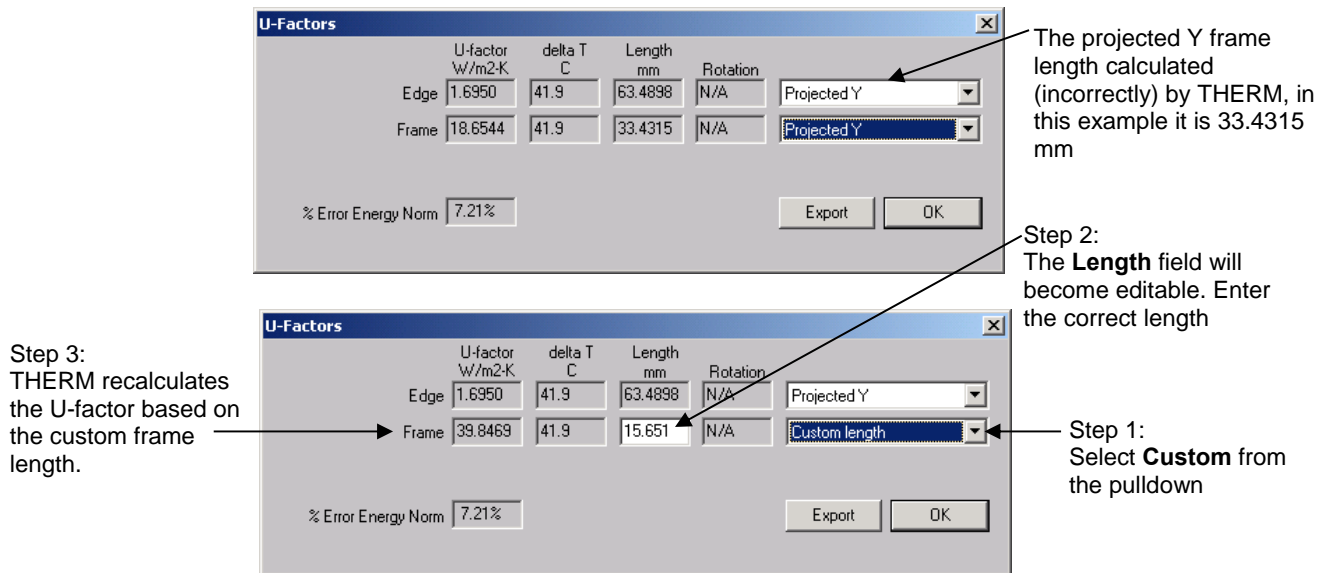 U-Factors
U-factor delta T Length
W/m2-K C mm Rotation
Edge 1.6950 41.9 63.4898 N/A Projected Y
Frame 18.6544 41.9 33.4315 N/A Projected Y
% Error Energy Norm 7.21% Export OK
The projected Y frame
length calculated
(incorrectly) by THERM, in
this example it is 33.4315
mm
Step 2:
The Length field will
become editable. Enter
the correct length
U-Factors
U-factor delta T Length
W/m2-K C mm Rotation
Edge 1.6950 41.9 63.4898 N/A Projected Y
Frame 39.8469 41.9 15.651 N/A Custom length
% Error Energy Norm 7.21% Export OK
Step 3:
THERM recalculates
the U-factor based on
the custom frame
length.
Step 1:
Select Custom from
the pulldown